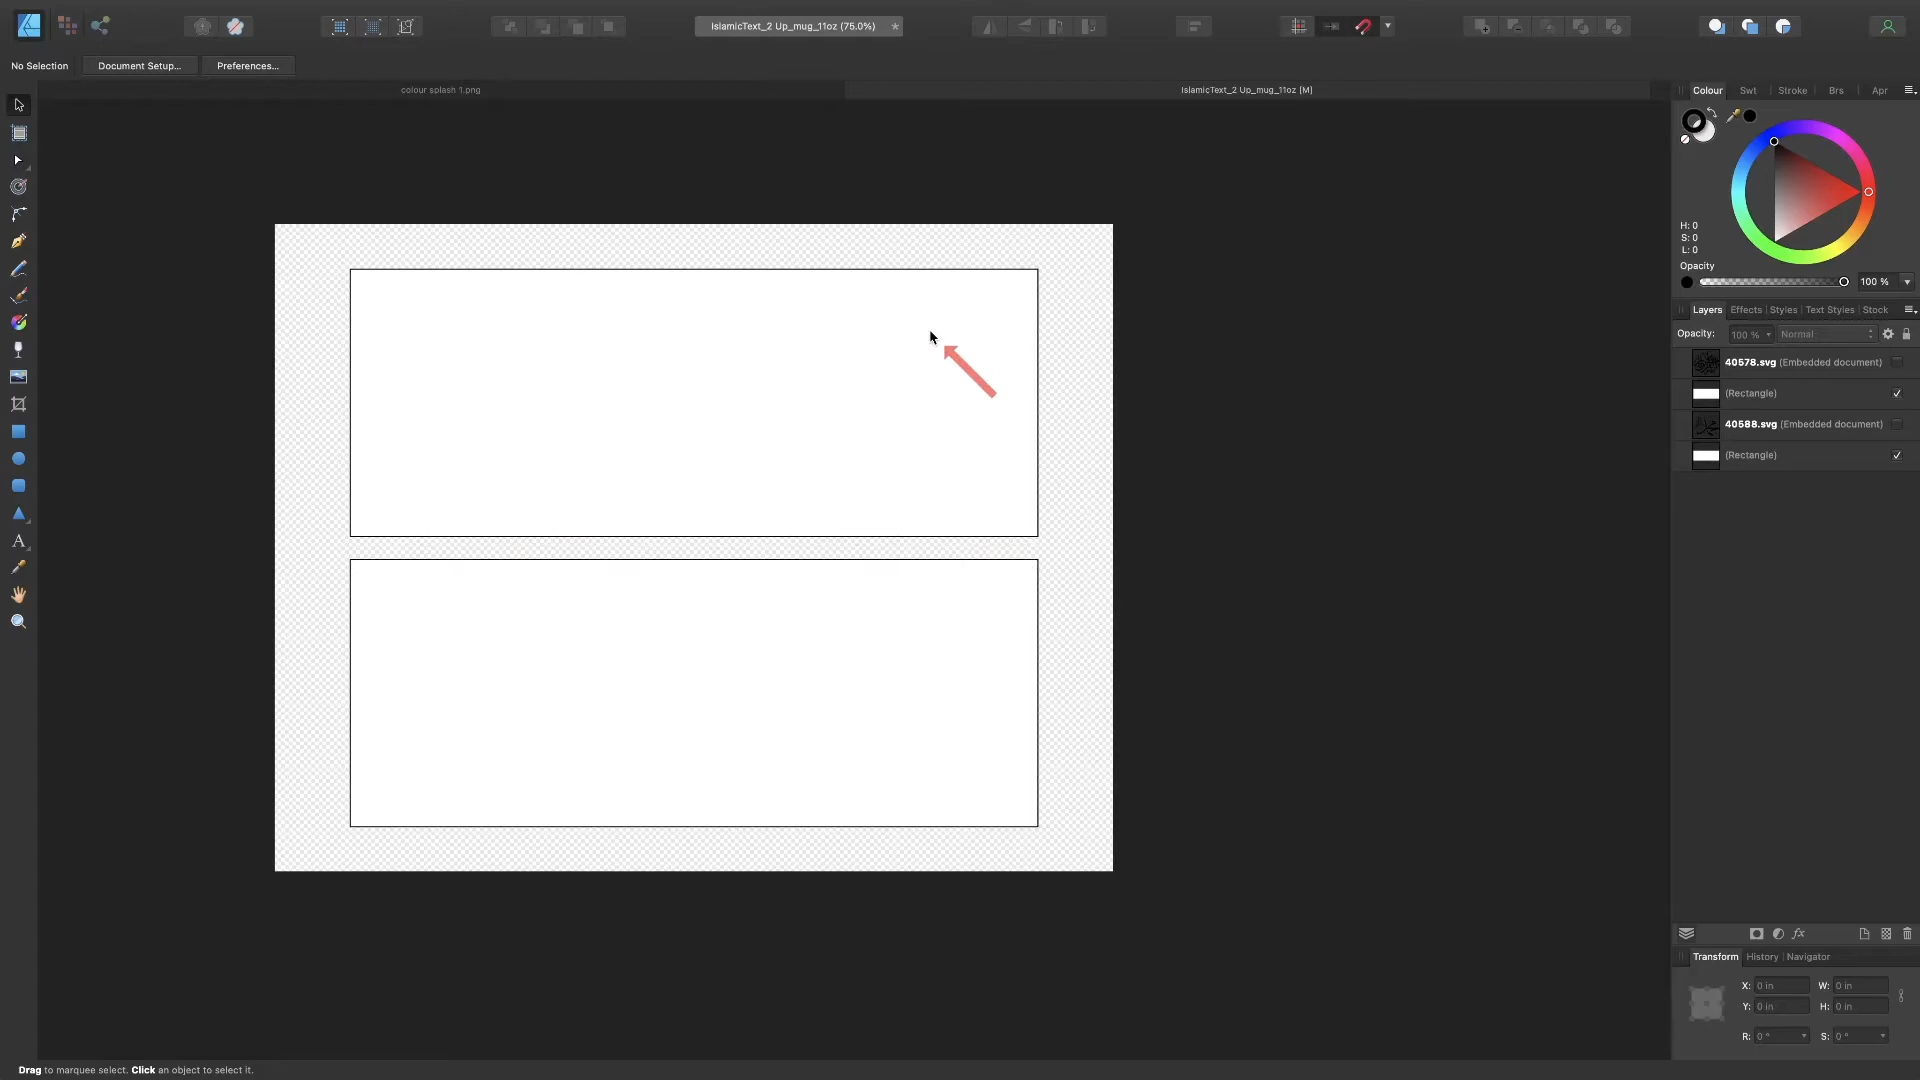 IslamicText_2 Up_mug_11oz (75.0%)
No Selection
Document Setup...
Preferences...
colour splash 1.png
IslamicText_2 Up_mug_11oz [M]
Colour
Swt
Stroke
Brs
Apr
H: 0
S: 0
L: 0
Opacity
100 %
Layers
Effects
Styles
Text Styles
Stock
Opacity:
100 %
Normal
40578.svg (Embedded document)
(Rectangle)
40588.svg (Embedded document)
(Rectangle)
fx
Transform
History
Navigator
X: 0 in
W: 0 in
Y: 0 in
H: 0 in
R: 0 °
S: 0 °
A
Drag to marquee select. Click an object to select it.